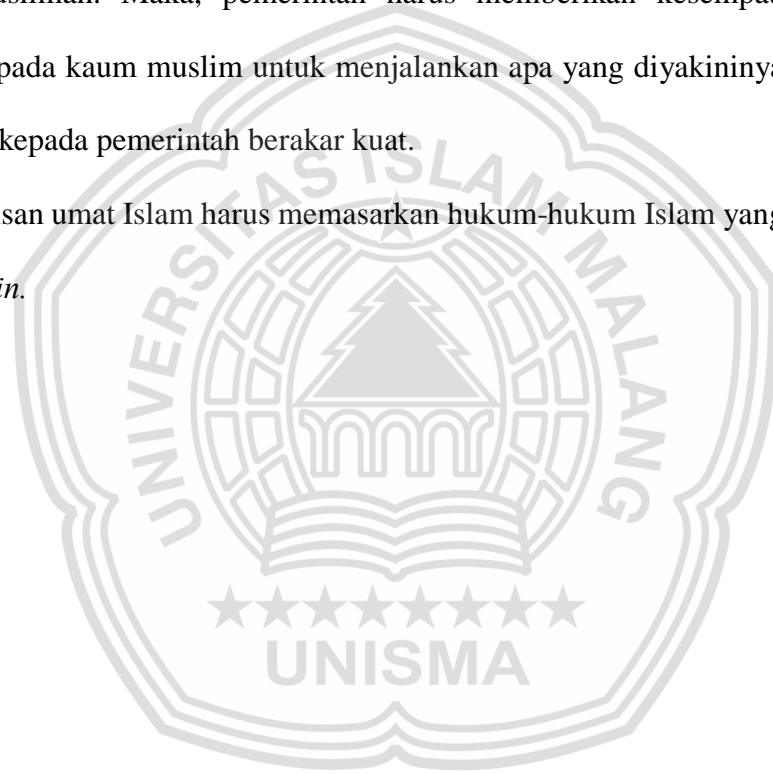 uslimah. Maka, pemerintah harus memberikan kesempat
pada kaum muslim untuk menjalankan apa yang diyakininya
kepada pemerintah berakar kuat.
san umat Islam harus memasarkan hukum-hukum Islam yang
in.
UNIVERSITAS ISLAM MALANG
UNISMA